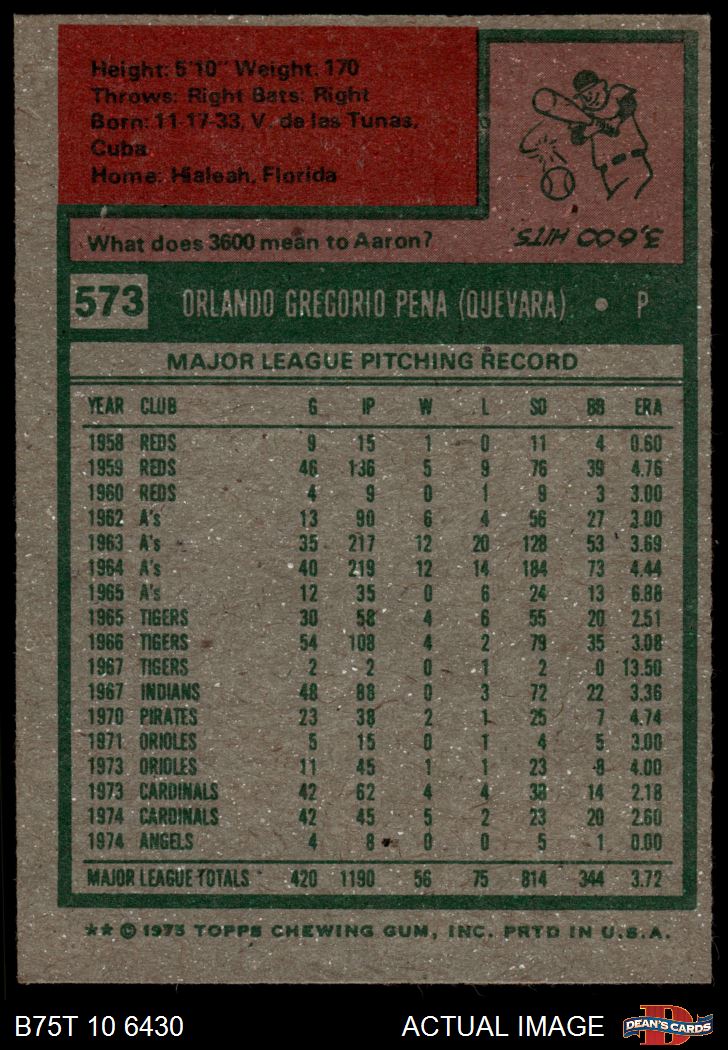 Height: 5'10" Weight: 170
Throws: Right Bats: Right
Born: 11-17-33, V. de las Tunas,
Cuba
Home: Hialeah, Florida
What does 3600 mean to Aaron?
3,600 HITS.
573 ORLANDO GREGORIO PENA (QUEVARA) • P
MAJOR LEAGUE PITCHING RECORD
YEAR CLUB G IP W L SO BB ERA
1958 REDS 9 15 1 0 11 4 0.60
1959 REDS 46 136 5 9 76 39 4.76
1960 REDS 4 9 0 1 9 3 3.00
1962 A's 13 90 6 4 56 27 3.00
1963 A's 35 217 12 20 128 53 3.69
1964 A's 40 219 12 14 184 73 4.44
1965 A's 12 35 0 6 24 13 6.88
1965 TIGERS 30 58 4 6 55 20 2.51
1966 TIGERS 54 108 4 2 79 35 3.08
1967 TIGERS 2 2 0 1 2 0 13.50
1967 INDIANS 48 88 0 3 72 22 3.36
1970 PIRATES 23 38 2 1 25 7 4.74
1971 ORIOLES 5 15 0 1 4 5 3.00
1973 ORIOLES 11 45 1 1 23 8 4.00
1973 CARDINALS 42 62 4 4 38 14 2.18
1974 CARDINALS 42 45 5 2 23 20 2.60
1974 ANGELS 4 8 0 0 5 1 0.00
MAJOR LEAGUE TOTALS 420 1190 56 75 814 344 3.72
** © 1975 TOPPS CHEWING GUM, INC. PRTD IN U.S.A.
B75T 10 6430 ACTUAL IMAGE D DEAN'S CARDS